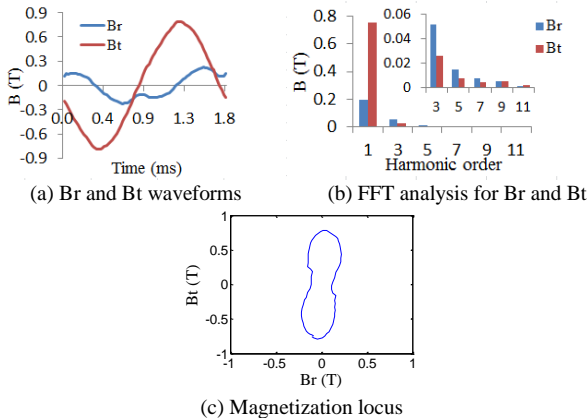 Br
Bt
B (T)
0.9
0.6
0.3
0
-0.3
-0.6
-0.9
0.0 0.4 0.9 1.3 1.8
Time (ms)
(a) Br and Bt waveforms
B (T)
0.8
0.6
0.4
0.2
0
1 3 5 7 9 11
Harmonic order
0.06
0.04
0.02
0
3 5 7 9 11
Br
Bt
(b) FFT analysis for Br and Bt
Bt (T)
1
0.5
0
-0.5
-1
-1 -0.5 0 0.5 1
Br (T)
(c) Magnetization locus